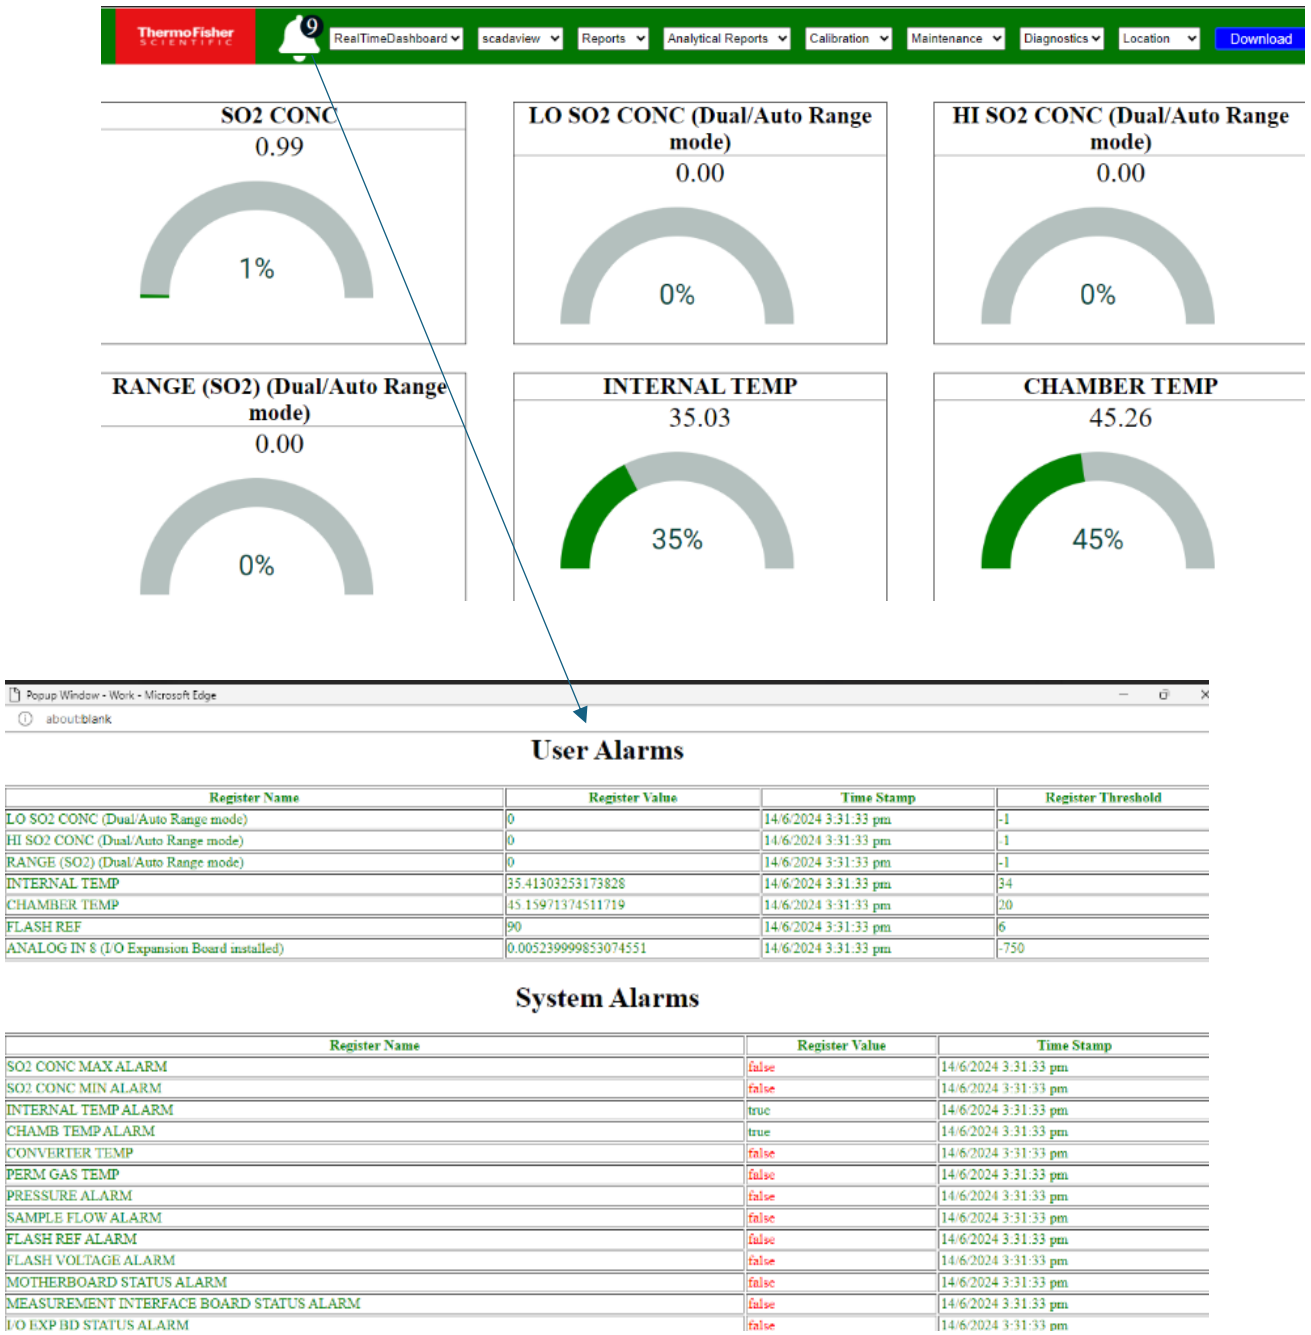 ThermoFisher
SCIENTIFIC
9
RealTimeDashboard scadaview Reports Analytical Reports Calibration Maintenance Diagnostics Location Download
SO2 CONC
0.99
1%
LO SO2 CONC (Dual/Auto Range
mode)
0.00
0%
HI SO2 CONC (Dual/Auto Range
mode)
0.00
0%
RANGE (SO2) (Dual/Auto Range
mode)
0.00
0%
INTERNAL TEMP
35.03
35%
CHAMBER TEMP
45.26
45%
Popup Window - Work - Microsoft Edge
about:blank
User Alarms
Register Name Register Value Time Stamp Register Threshold
LO SO2 CONC (Dual/Auto Range mode) 0 14/6/2024 3:31:33 pm -1
HI SO2 CONC (Dual/Auto Range mode) 0 14/6/2024 3:31:33 pm -1
RANGE (SO2) (Dual/Auto Range mode) 0 14/6/2024 3:31:33 pm -1
INTERNAL TEMP 35.41303253173828 14/6/2024 3:31:33 pm 34
CHAMBER TEMP 45.15971374511719 14/6/2024 3:31:33 pm 20
FLASH REF 90 14/6/2024 3:31:33 pm 6
ANALOG IN 8 (I/O Expansion Board installed) 0.005239999853074551 14/6/2024 3:31:33 pm -750
System Alarms
Register Name Register Value Time Stamp
SO2 CONC MAX ALARM false 14/6/2024 3:31:33 pm
SO2 CONC MIN ALARM false 14/6/2024 3:31:33 pm
INTERNAL TEMP ALARM true 14/6/2024 3:31:33 pm
CHAMB TEMP ALARM true 14/6/2024 3:31:33 pm
CONVERTER TEMP false 14/6/2024 3:31:33 pm
PERM GAS TEMP false 14/6/2024 3:31:33 pm
PRESSURE ALARM false 14/6/2024 3:31:33 pm
SAMPLE FLOW ALARM false 14/6/2024 3:31:33 pm
FLASH REF ALARM false 14/6/2024 3:31:33 pm
FLASH VOLTAGE ALARM false 14/6/2024 3:31:33 pm
MOTHERBOARD STATUS ALARM false 14/6/2024 3:31:33 pm
MEASUREMENT INTERFACE BOARD STATUS ALARM false 14/6/2024 3:31:33 pm
I/O EXP BD STATUS ALARM false 14/6/2024 3:31:33 pm